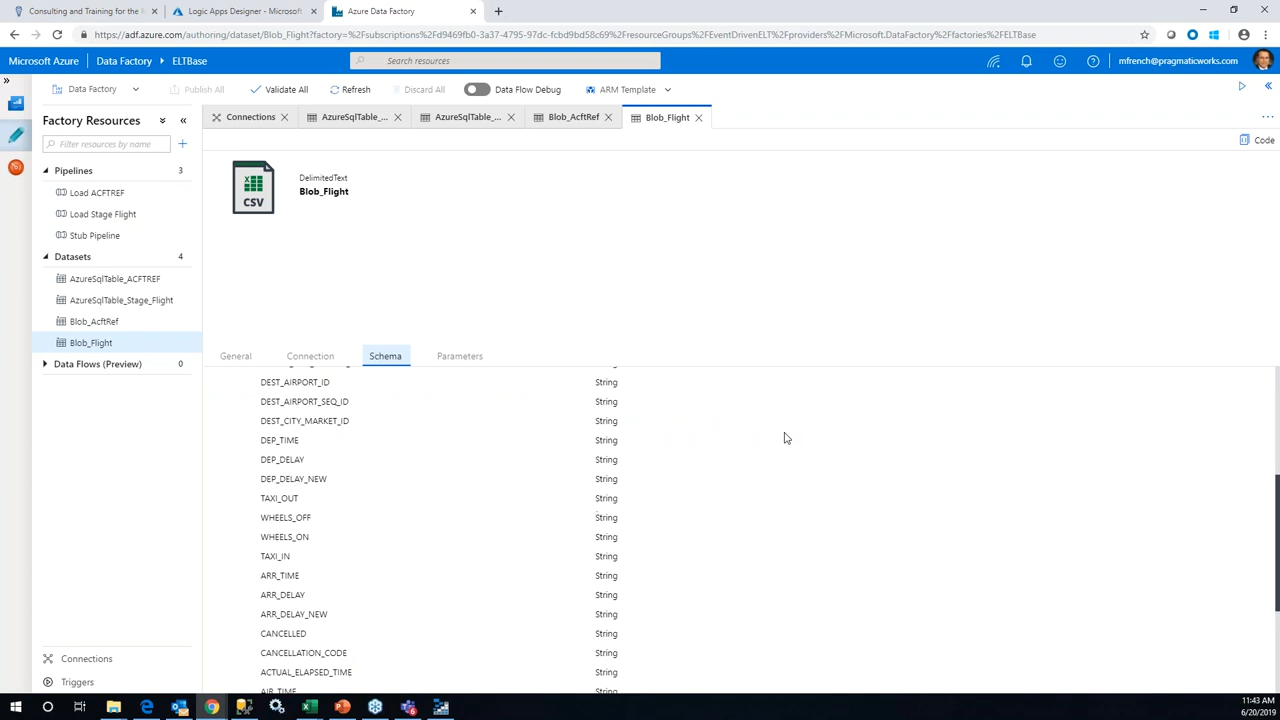 Consulting and Training for the
Logic Apps Designer - Microsoft
Azure Data Factory
https://adf.azure.com/authoring/dataset/Blob_Flight?factory=%2Fsubscriptions%2Fd9469fb0-3a37-4795-97dc-fcbd9bd58c69%2FresourceGroups%2FEventDrivenELT%2Fproviders%2FMicrosoft.DataFactory%2Ffactories%2FELTBase
Microsoft Azure
Data Factory
ELTBase
Search resources
mfrench@pragmaticworks.com
Data Factory
Publish All
Validate All
Refresh
Discard All
Data Flow Debug
ARM Template
Factory Resources
Connections
AzureSqlTable_...
AzureSqlTable_...
Blob_AcftRef
Blob_Flight
Filter resources by name
Code
Pipelines 3
Load ACFTREF
Load Stage Flight
Stub Pipeline
Datasets 4
AzureSqlTable_ACFTREF
AzureSqlTable_Stage_Flight
Blob_AcftRef
Blob_Flight
Data Flows (Preview) 0
CSV
DelimitedText
Blob_Flight
General Connection Schema Parameters
DEST_AIRPORT_ID String
DEST_AIRPORT_SEQ_ID String
DEST_CITY_MARKET_ID String
DEP_TIME String
DEP_DELAY String
DEP_DELAY_NEW String
TAXI_OUT String
WHEELS_OFF String
WHEELS_ON String
TAXI_IN String
ARR_TIME String
ARR_DELAY String
ARR_DELAY_NEW String
CANCELLED String
CANCELLATION_CODE String
ACTUAL_ELAPSED_TIME String
AIR_TIME String
Connections
Triggers
11:43 AM
6/20/2019